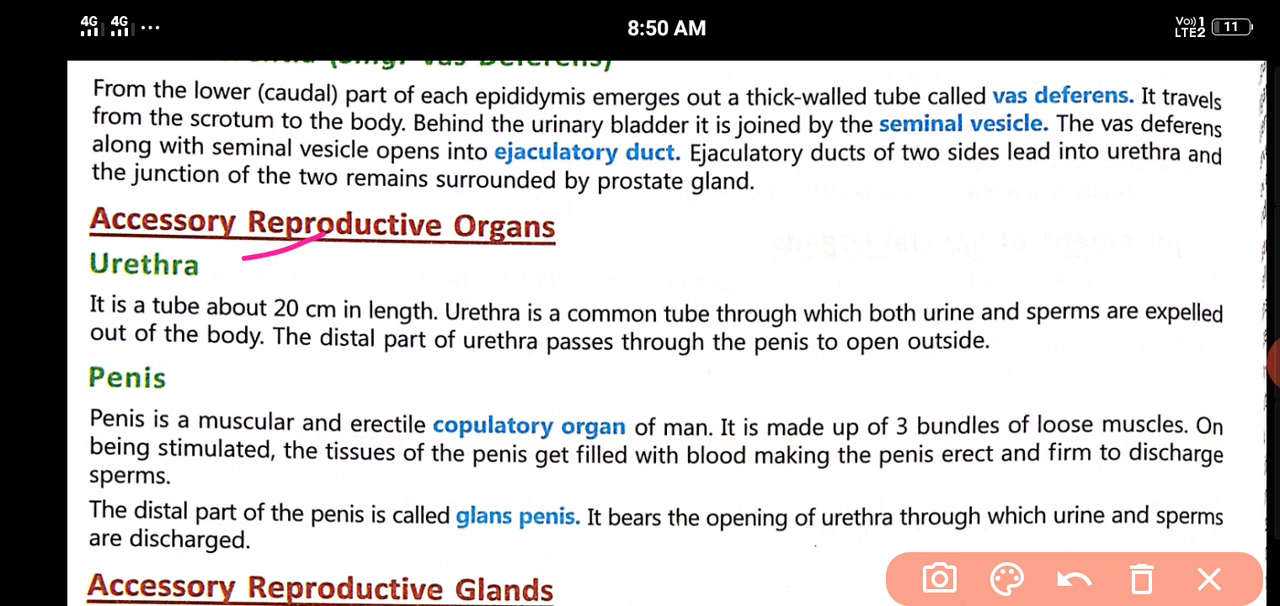 4G 4G ...
8:50 AM
Vo)) 1
LTE2
11
From the lower (caudal) part of each epididymis emerges out a thick-walled tube called vas deferens. It travels
from the scrotum to the body. Behind the urinary bladder it is joined by the seminal vesicle. The vas deferens
along with seminal vesicle opens into ejaculatory duct. Ejaculatory ducts of two sides lead into urethra and
the junction of the two remains surrounded by prostate gland.
Accessory Reproductive Organs
Urethra
It is a tube about 20 cm in length. Urethra is a common tube through which both urine and sperms are expelled
out of the body. The distal part of urethra passes through the penis to open outside.
Penis
Penis is a muscular and erectile copulatory organ of man. It is made up of 3 bundles of loose muscles. On
being stimulated, the tissues of the penis get filled with blood making the penis erect and firm to discharge
sperms.
The distal part of the penis is called glans penis. It bears the opening of urethra through which urine and sperms
are discharged.
Accessory Reproductive Glands